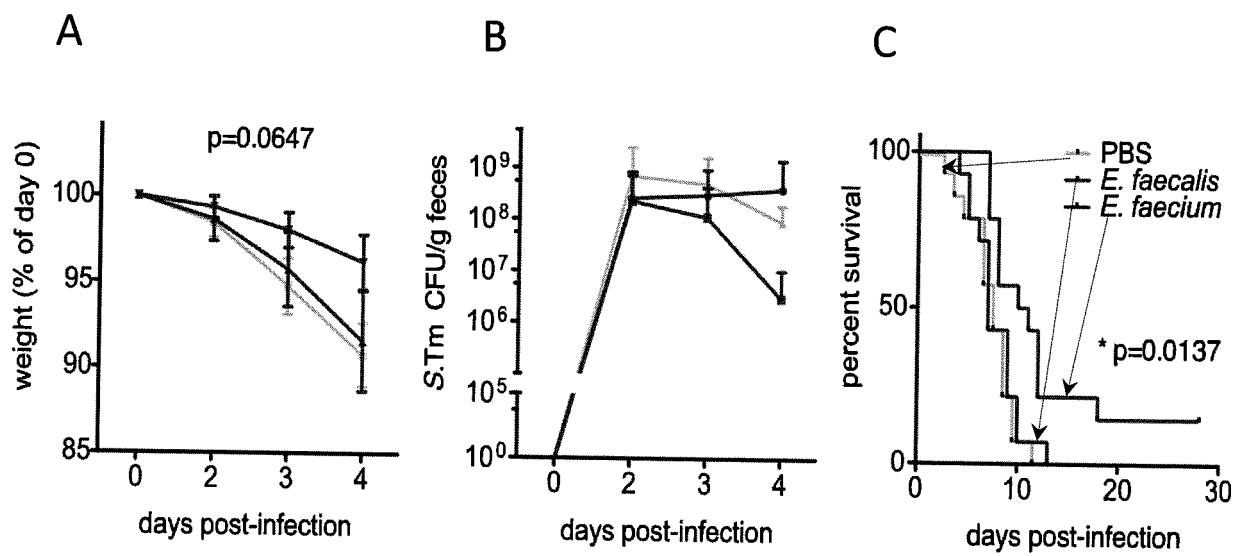 A
B
C
p=0.0647
weight (% of day 0)
100
95
90
85
0 2 3 4
days post-infection
S.Tm CFU/g feces
10⁹
10⁸
10⁷
10⁶
10⁵
10⁰
0 2 3 4
days post-infection
PBS
E. faecalis
E. faecium
percent survival
100
50
0
* p=0.0137
0 10 20 30
days post-infection